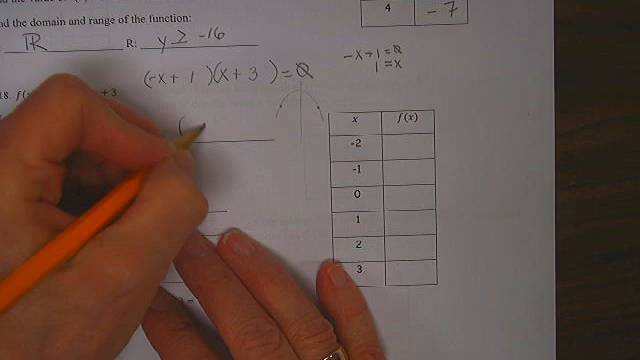 nd the domain and range of the function:
4 -7
ℝ R: y ≥ -16
-x+1=0
1=x
(-x+1)(x+3)=0
18. f( +3
x f(x)
(
-2
-1
0
1
2
3
=